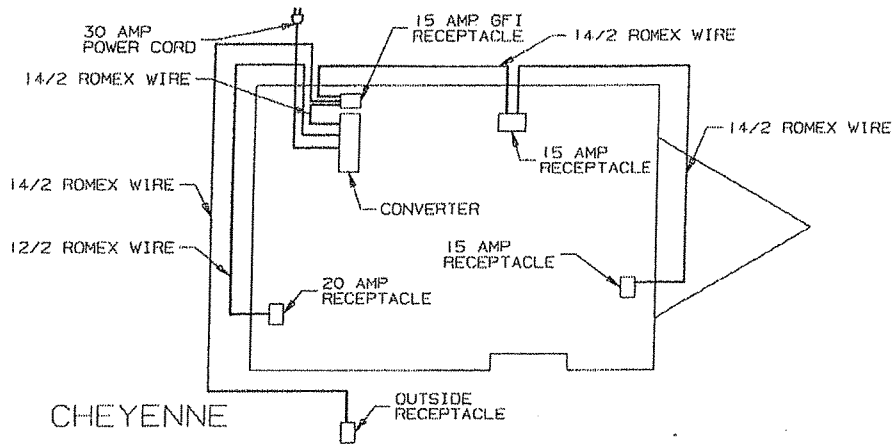 30 AMP
POWER CORD
15 AMP GFI
RECEPTACLE
14/2 ROMEX WIRE
14/2 ROMEX WIRE
14/2 ROMEX WIRE
15 AMP
RECEPTACLE
14/2 ROMEX WIRE
CONVERTER
12/2 ROMEX WIRE
15 AMP
RECEPTACLE
20 AMP
RECEPTACLE
CHEYENNE
OUTSIDE
RECEPTACLE